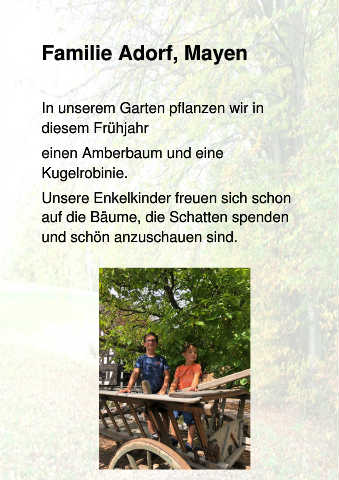 Familie Adorf, Mayen
In unserem Garten pflanzen wir in
diesem Frühjahr
einen Amberbaum und eine
Kugelrobinie.
Unsere Enkelkinder freuen sich schon
auf die Bäume, die Schatten spenden
und schön anzuschauen sind.